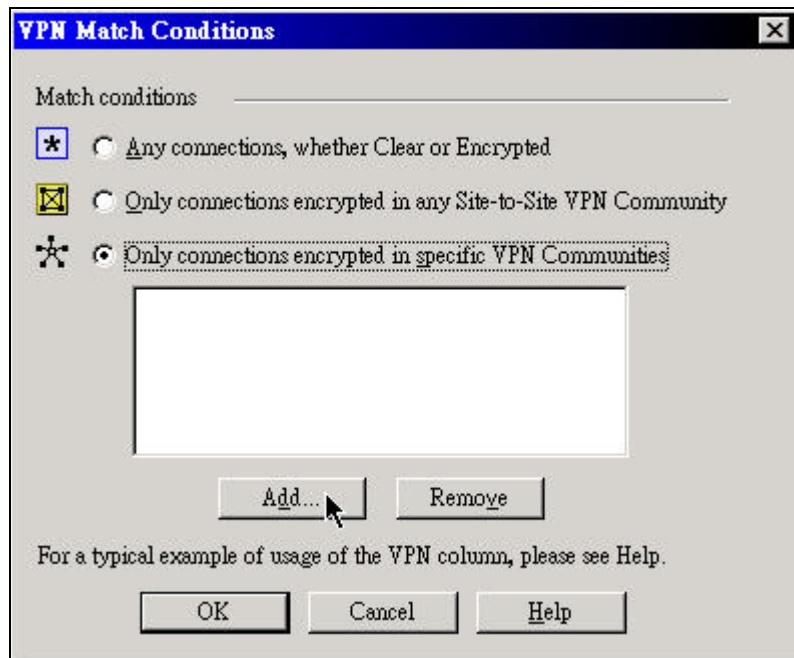 VPN Match Conditions
Match conditions
Any connections, whether Clear or Encrypted
Only connections encrypted in any Site-to-Site VPN Community
Only connections encrypted in specific VPN Communities
Add... Remove
For a typical example of usage of the VPN column, please see Help.
OK Cancel Help